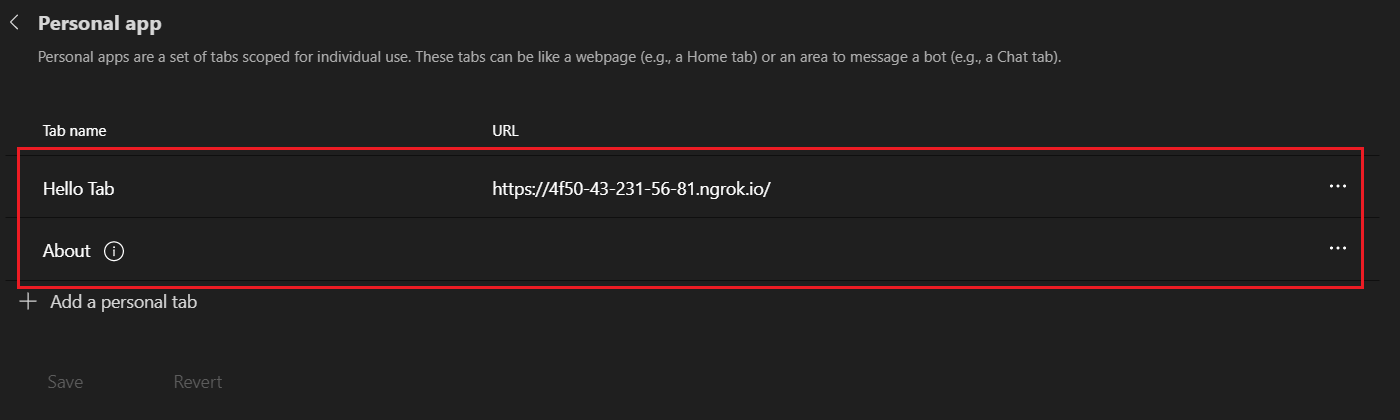 Personal app
Personal apps are a set of tabs scoped for individual use. These tabs can be like a webpage (e.g., a Home tab) or an area to message a bot (e.g., a Chat tab).
Tab name URL
Hello Tab https://4f50-43-231-56-81.ngrok.io/ ...
About ...
Add a personal tab
Save Revert